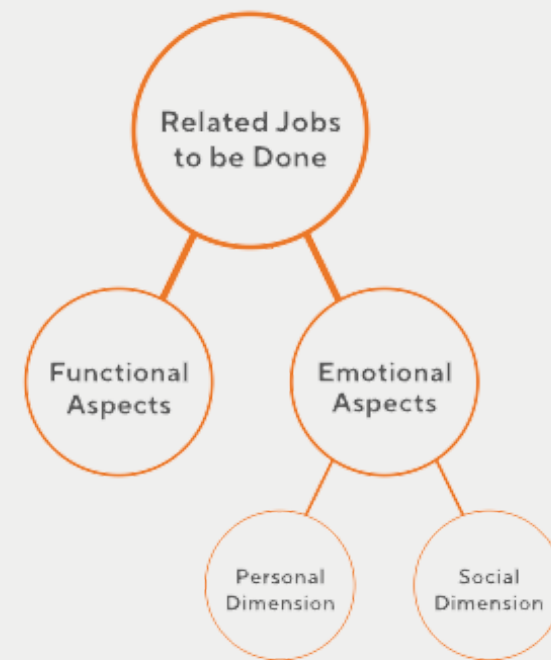 Related Jobs
to be Done
Functional
Aspects
Emotional
Aspects
Personal
Dimension
Social
Dimension